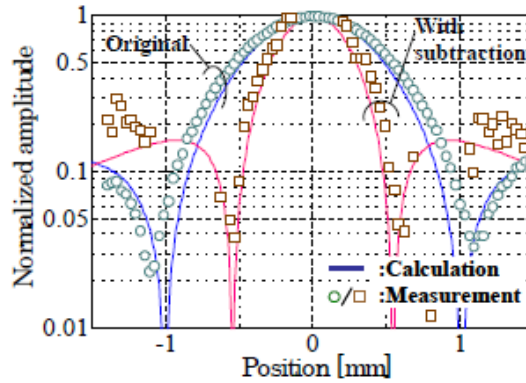 1
0.5
0.1
0.05
0.01
Normalized amplitude
Original
With
subtraction
:Calculation
:Measurement
-1
0
1
Position [mm]